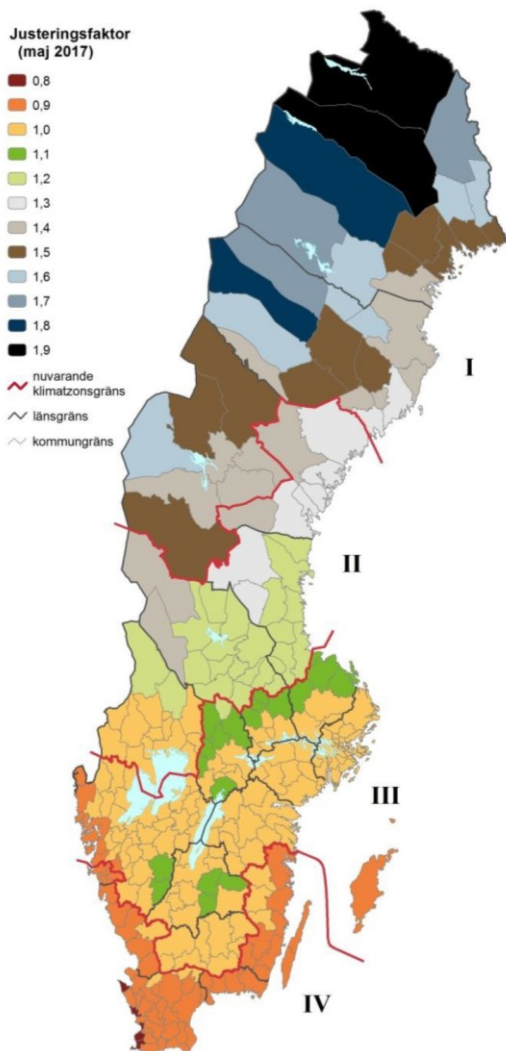 Justeringsfaktor
(maj 2017)
0,8
0,9
1,0
1,1
1,2
1,3
1,4
1,5
1,6
1,7
1,8
1,9
nuvarande
klimatzonsgräns
länsgräns
kommungräns
I
II
III
IV